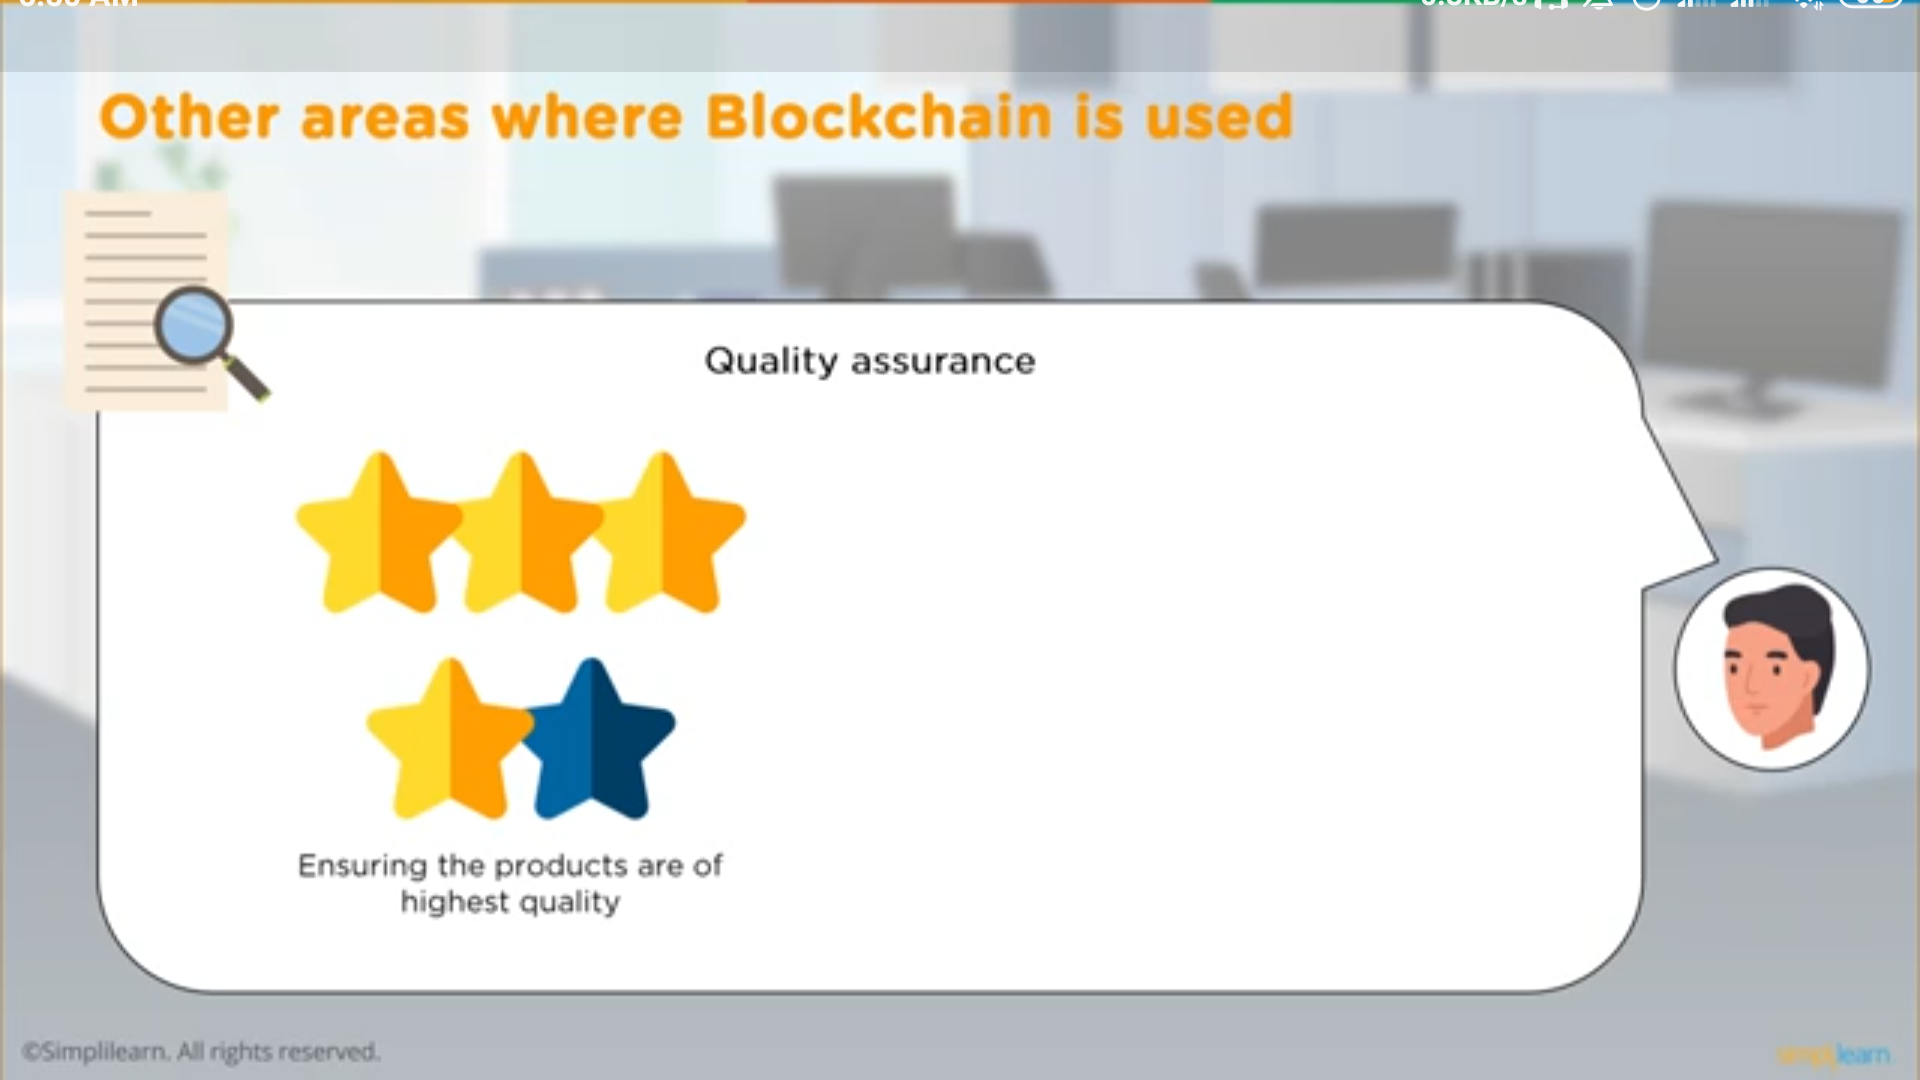 Other areas where Blockchain is used
Quality assurance
Ensuring the products are of
highest quality
©Simplilearn. All rights reserved.
simplilearn